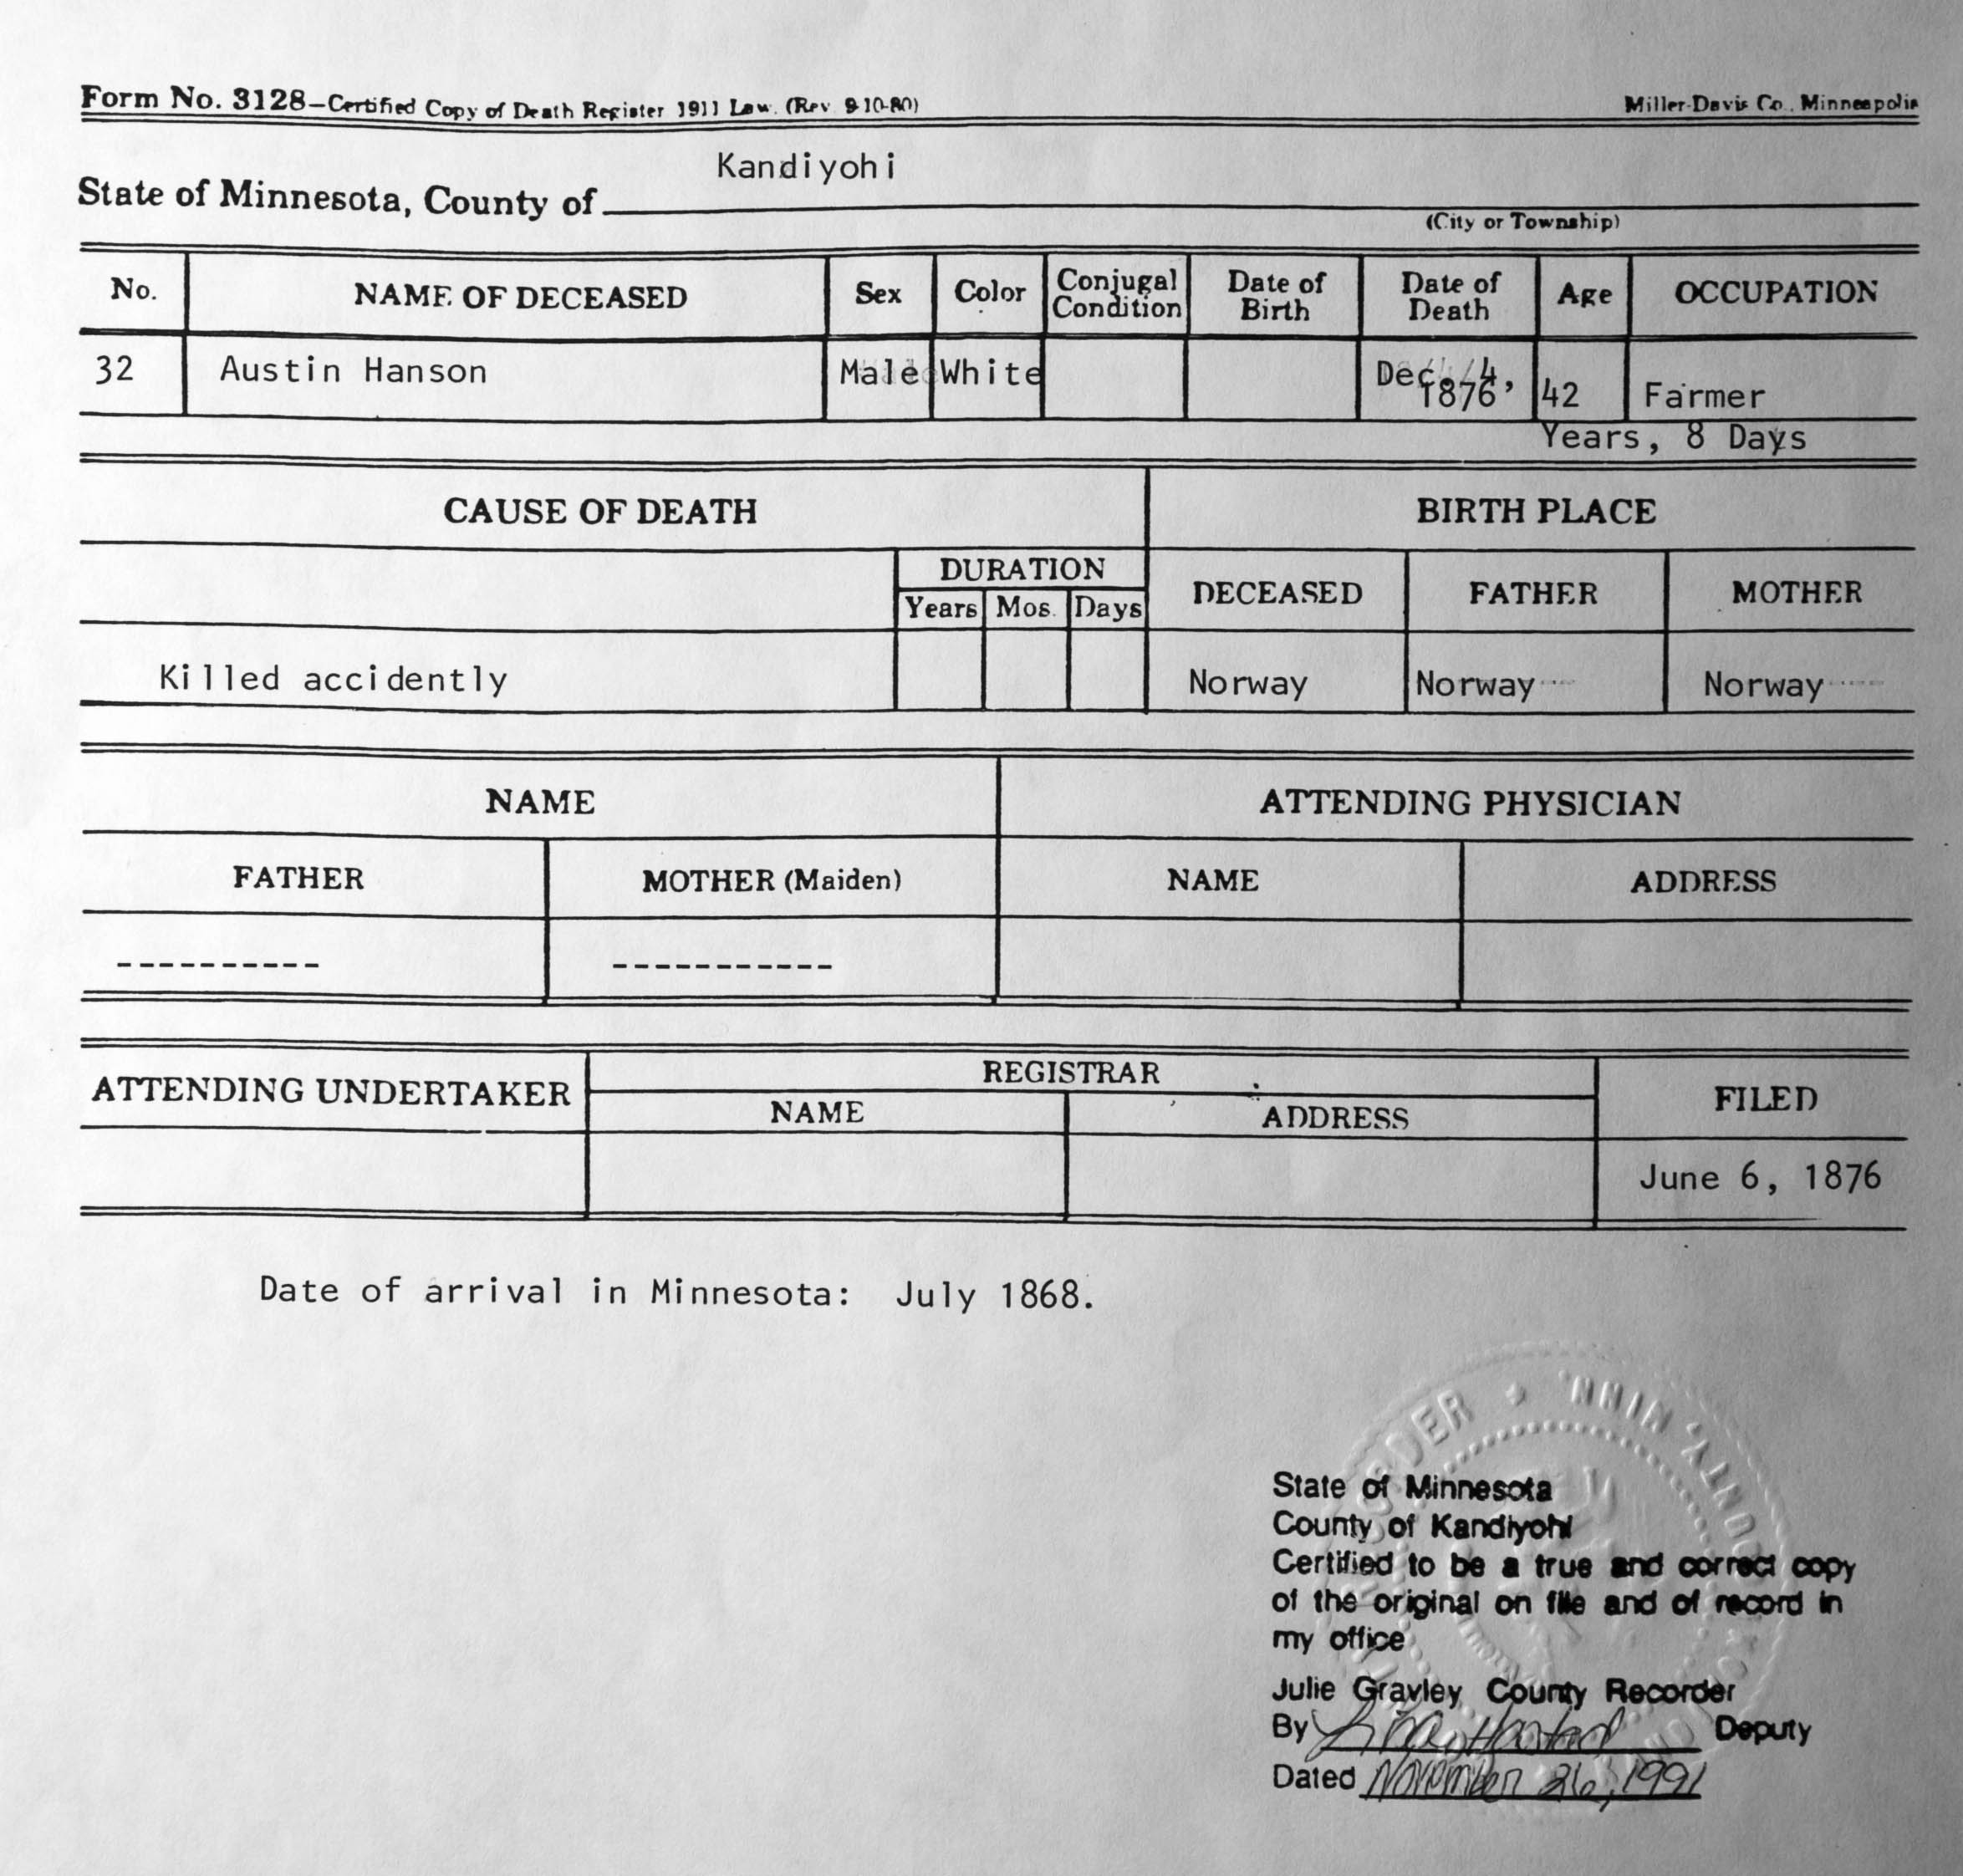 Form No. 3128—Certified Copy of Death Register 1911 Law. (Rev. 9-10-80) Miller-Davis Co., Minneapolis
Kandiyohi
State of Minnesota, County of
(City or Township)
No. NAME OF DECEASED Sex Color Conjugal Condition Date of Birth Date of Death Age OCCUPATION
32 Austin Hanson Male White Dec. 4, 1876, 42 Farmer
Years, 8 Days
CAUSE OF DEATH BIRTH PLACE
DURATION
Years Mos. Days DECEASED FATHER MOTHER
Killed accidently Norway Norway Norway
NAME ATTENDING PHYSICIAN
FATHER MOTHER (Maiden) NAME ADDRESS
---------- -----------
ATTENDING UNDERTAKER REGISTRAR FILED
NAME ADDRESS
June 6, 1876
Date of arrival in Minnesota: July 1868.
State of Minnesota
County of Kandiyohi
Certified to be a true and correct copy
of the original on file and of record in
my office
Julie Gravley County Recorder
By Deputy
Dated November 26, 1991